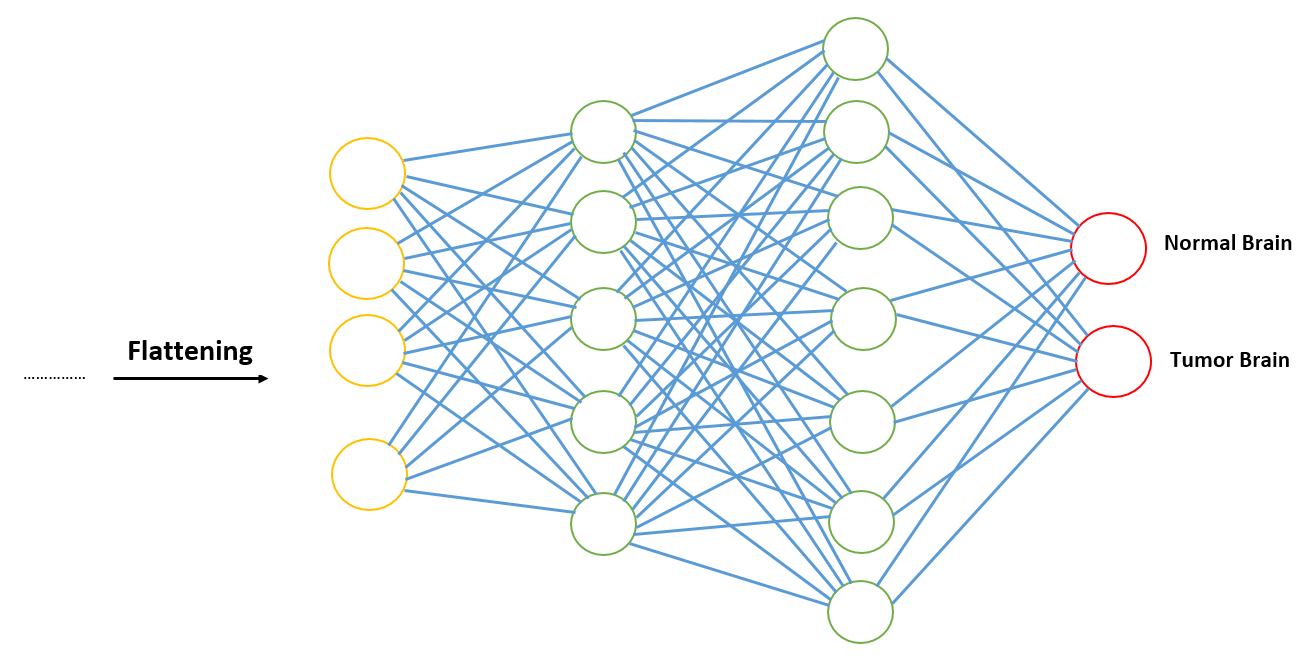 Normal Brain
Flattening
Tumor Brain
...............